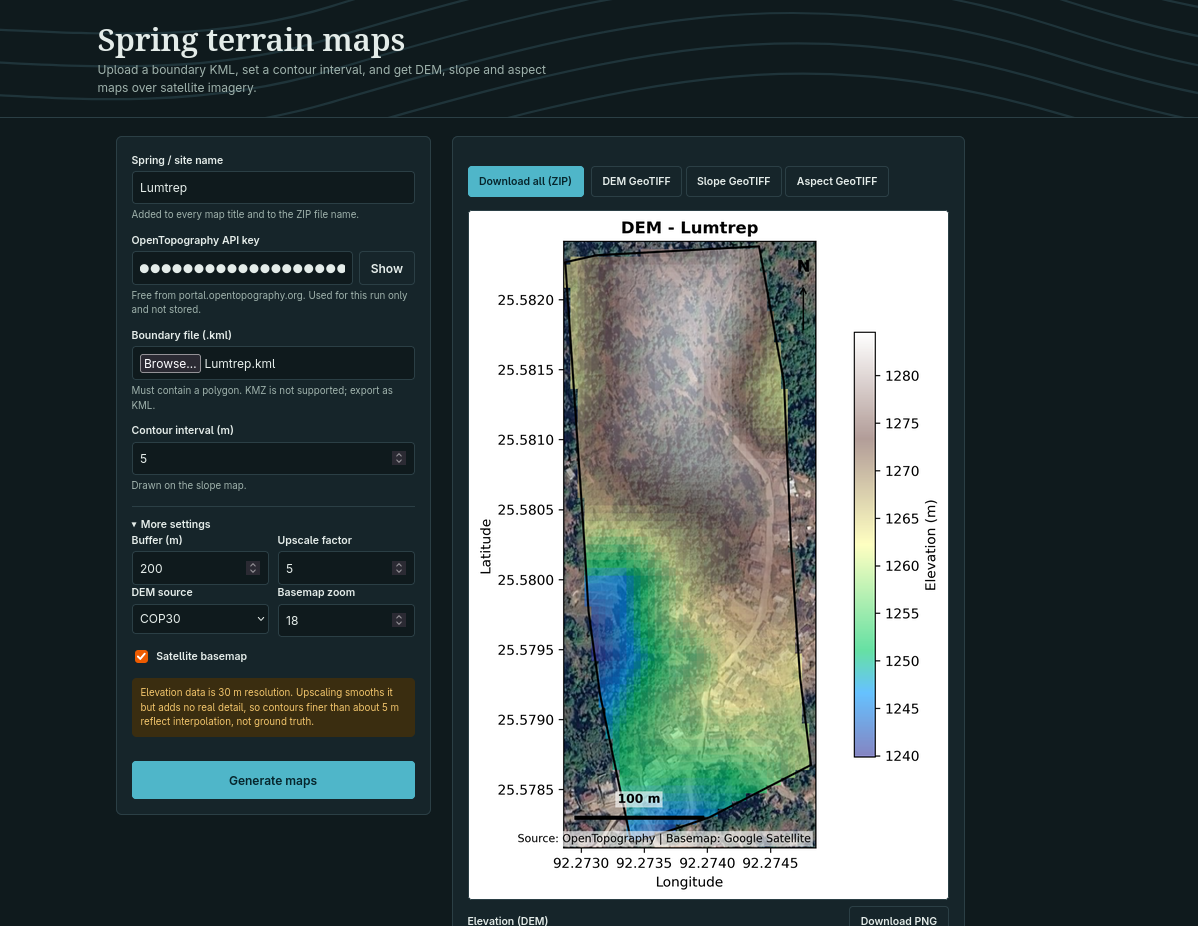 Spring terrain maps
Upload a boundary KML, set a contour interval, and get DEM, slope and aspect
maps over satellite imagery.
Spring / site name
Lumtrep
Added to every map title and to the ZIP file name.
OpenTopography API key
Show
Free from portal.opentopography.org. Used for this run only
and not stored.
Boundary file (.kml)
Browse... Lumtrep.kml
Must contain a polygon. KMZ is not supported; export as
KML.
Contour interval (m)
5
Drawn on the slope map.
▾ More settings
Buffer (m) Upscale factor
200 5
DEM source Basemap zoom
COP30 18
Satellite basemap
Elevation data is 30 m resolution. Upscaling smooths it
but adds no real detail, so contours finer than about 5 m
reflect interpolation, not ground truth.
Generate maps
Download all (ZIP) DEM GeoTIFF Slope GeoTIFF Aspect GeoTIFF
DEM - Lumtrep
N
25.5820
25.5815
25.5810
25.5805
25.5800
25.5795
25.5790
25.5785
Latitude
100 m
Source: OpenTopography | Basemap: Google Satellite
92.2730 92.2735 92.2740 92.2745
Longitude
1280
1275
1270
1265
1260
1255
1250
1245
1240
Elevation (m)
Elevation (DEM) Download PNG